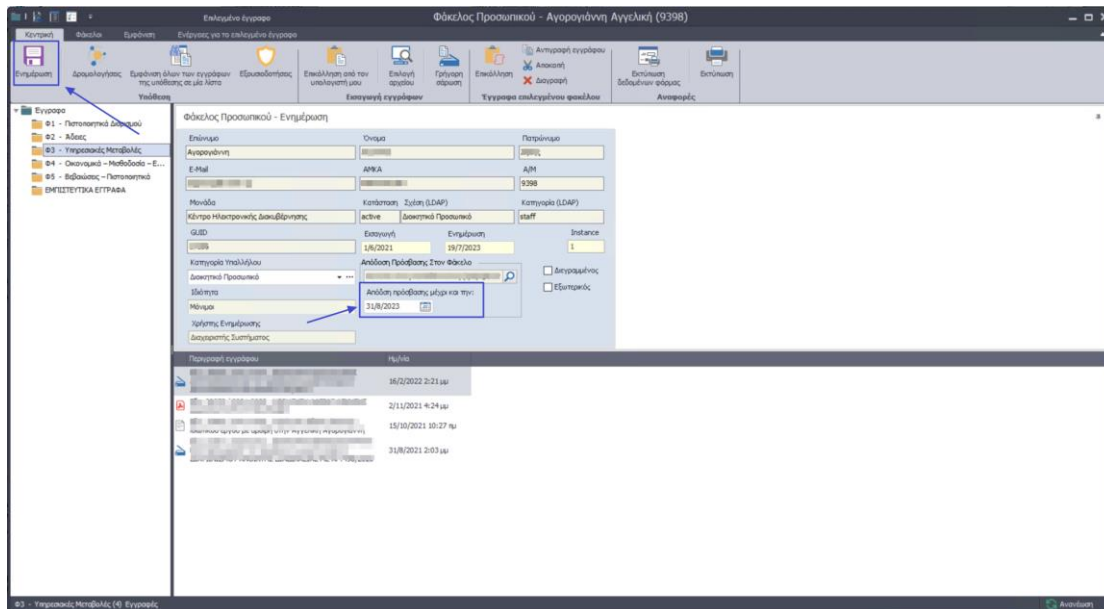 Επιλεγμένο έγγραφο
Φάκελος Προσωπικού - Αγορογιάννη Αγγελική (9398)
Κεντρική Φάκελοι Εμφάνιση Ενέργειες για το επιλεγμένο έγγραφο
Ενημέρωση
Δρομολογήσεις
Εμφάνιση όλων των εγγράφων
της υπόθεσης σε μία λίστα
Εξουσιοδοτήσεις
Υπόθεση
Επικόλληση από τον
υπολογιστή μου
Επιλογή
αρχείου
Γρήγορη
σάρωση
Εισαγωγή εγγράφων
Επικόλληση
Αντιγραφή εγγράφου
Αποκοπή
Διαγραφή
Έγγραφα επιλεγμένου φακέλου
Εκτύπωση
δεδομένων φόρμας
Εκτύπωση
Αναφορές
Έγγραφα
Φ1 - Πιστοποιητικά Διορισμού
Φ2 - Άδειες
Φ3 - Υπηρεσιακές Μεταβολές
Φ4 - Οικονομικά – Μισθοδοσία – Ε...
Φ5 - Βεβαιώσεις – Πιστοποιητικά
ΕΜΠΙΣΤΕΥΤΙΚΑ ΕΓΓΡΑΦΑ
Φάκελος Προσωπικού - Ενημέρωση
Επώνυμο Όνομα Πατρώνυμο
Αγορογιάννη
E-Mail ΑΜΚΑ Α/Μ
9398
Μονάδα Κατάσταση Σχέση (LDAP) Κατηγορία (LDAP)
Κέντρο Ηλεκτρονικής Διακυβέρνησης active Διοικητικό Προσωπικό staff
GUID Εισαγωγή Ενημέρωση Instance
1/6/2021 19/7/2023 1
Κατηγορία Υπαλλήλου Απόδοση Πρόσβασης Στον Φάκελο
Διοικητικό Προσωπικό
Διεγραμμένος
Ιδιότητα Απόδοση πρόσβασης μέχρι και την:
Εξωτερικός
Μόνιμοι 31/8/2023
Χρήστης Ενημέρωσης
Διαχειριστής Συστήματος
Περιγραφή εγγράφου Ημ/νία
16/2/2022 2:21 μμ
2/11/2021 4:24 μμ
15/10/2021 10:27 πμ
31/8/2021 2:03 μμ
Φ3 - Υπηρεσιακές Μεταβολές (4) Εγγραφές
Ανανέωση